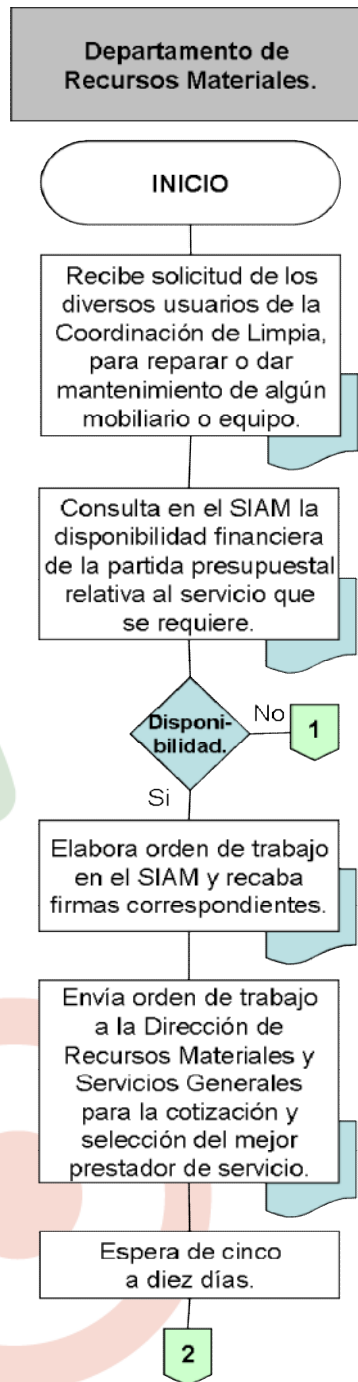 Departamento de
Recursos Materiales.
INICIO
Recibe solicitud de los
diversos usuarios de la
Coordinación de Limpia,
para reparar o dar
mantenimiento de algún
mobiliario o equipo.
Consulta en el SIAM la
disponibilidad financiera
de la partida presupuestal
relativa al servicio que
se requiere.
Disponi-
bilidad.
No
1
Si
Elabora orden de trabajo
en el SIAM y recaba
firmas correspondientes.
Envía orden de trabajo
a la Dirección de
Recursos Materiales y
Servicios Generales
para la cotización y
selección del mejor
prestador de servicio.
Espera de cinco
a diez días.
2